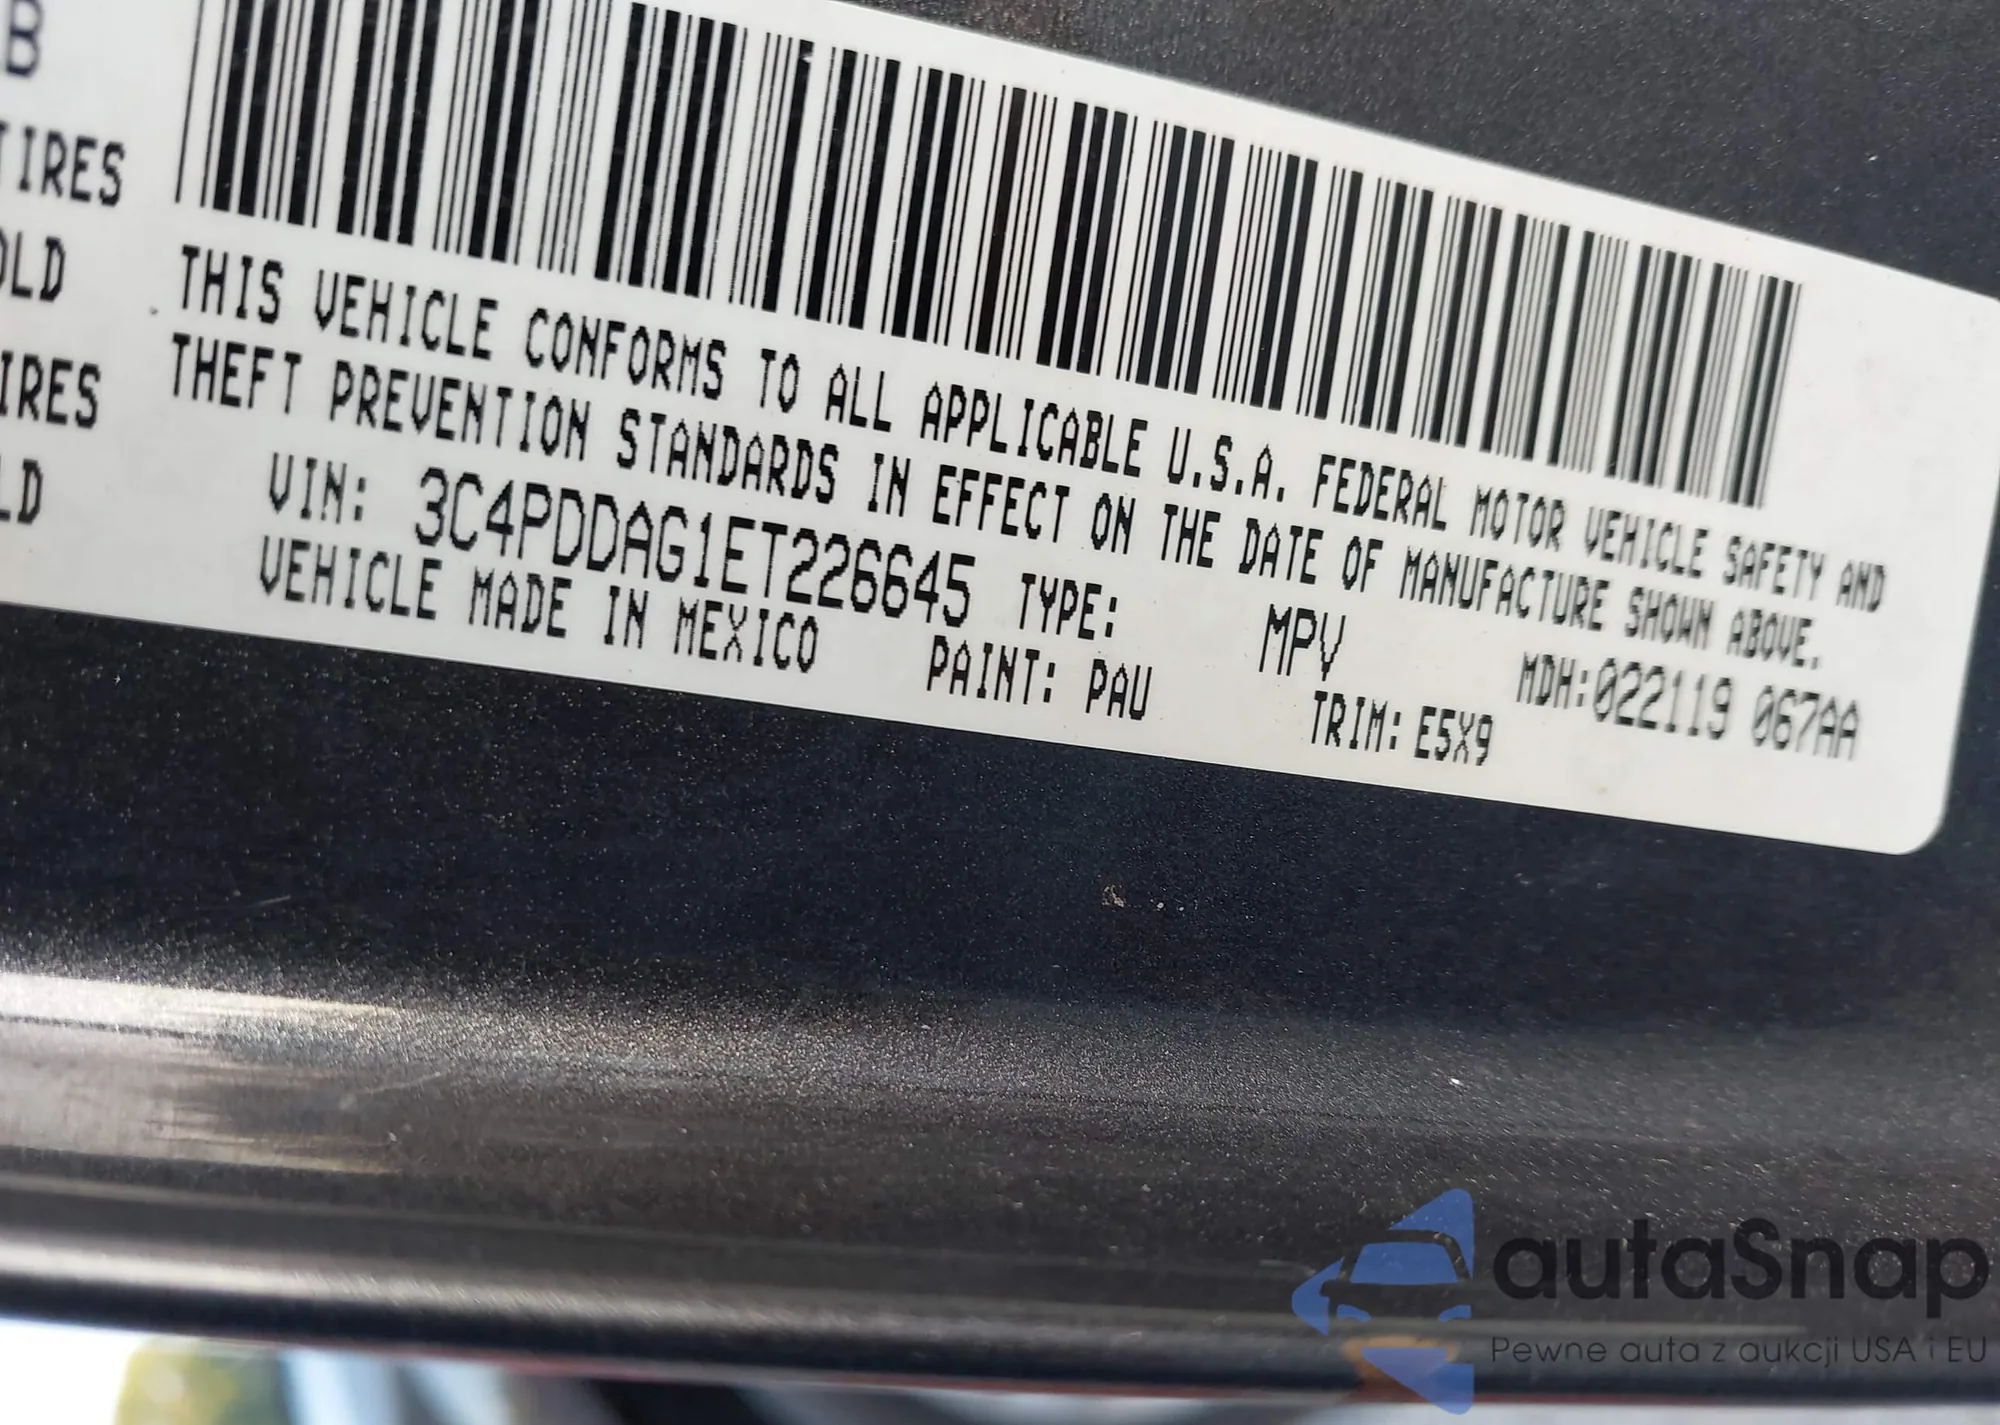 B
TIRES
OLD
IRES
LD
THIS VEHICLE CONFORMS TO ALL APPLICABLE U.S.A. FEDERAL MOTOR VEHICLE SAFETY AND
THEFT PREVENTION STANDARDS IN EFFECT ON THE DATE OF MANUFACTURE SHOWN ABOVE.
VIN: 3C4PDDAG1ET226645 TYPE: MPV MDH:022119 067AA
VEHICLE MADE IN MEXICO PAINT: PAU TRIM: E5X9
autaSnap
Pewne auta z aukcji USA i EU